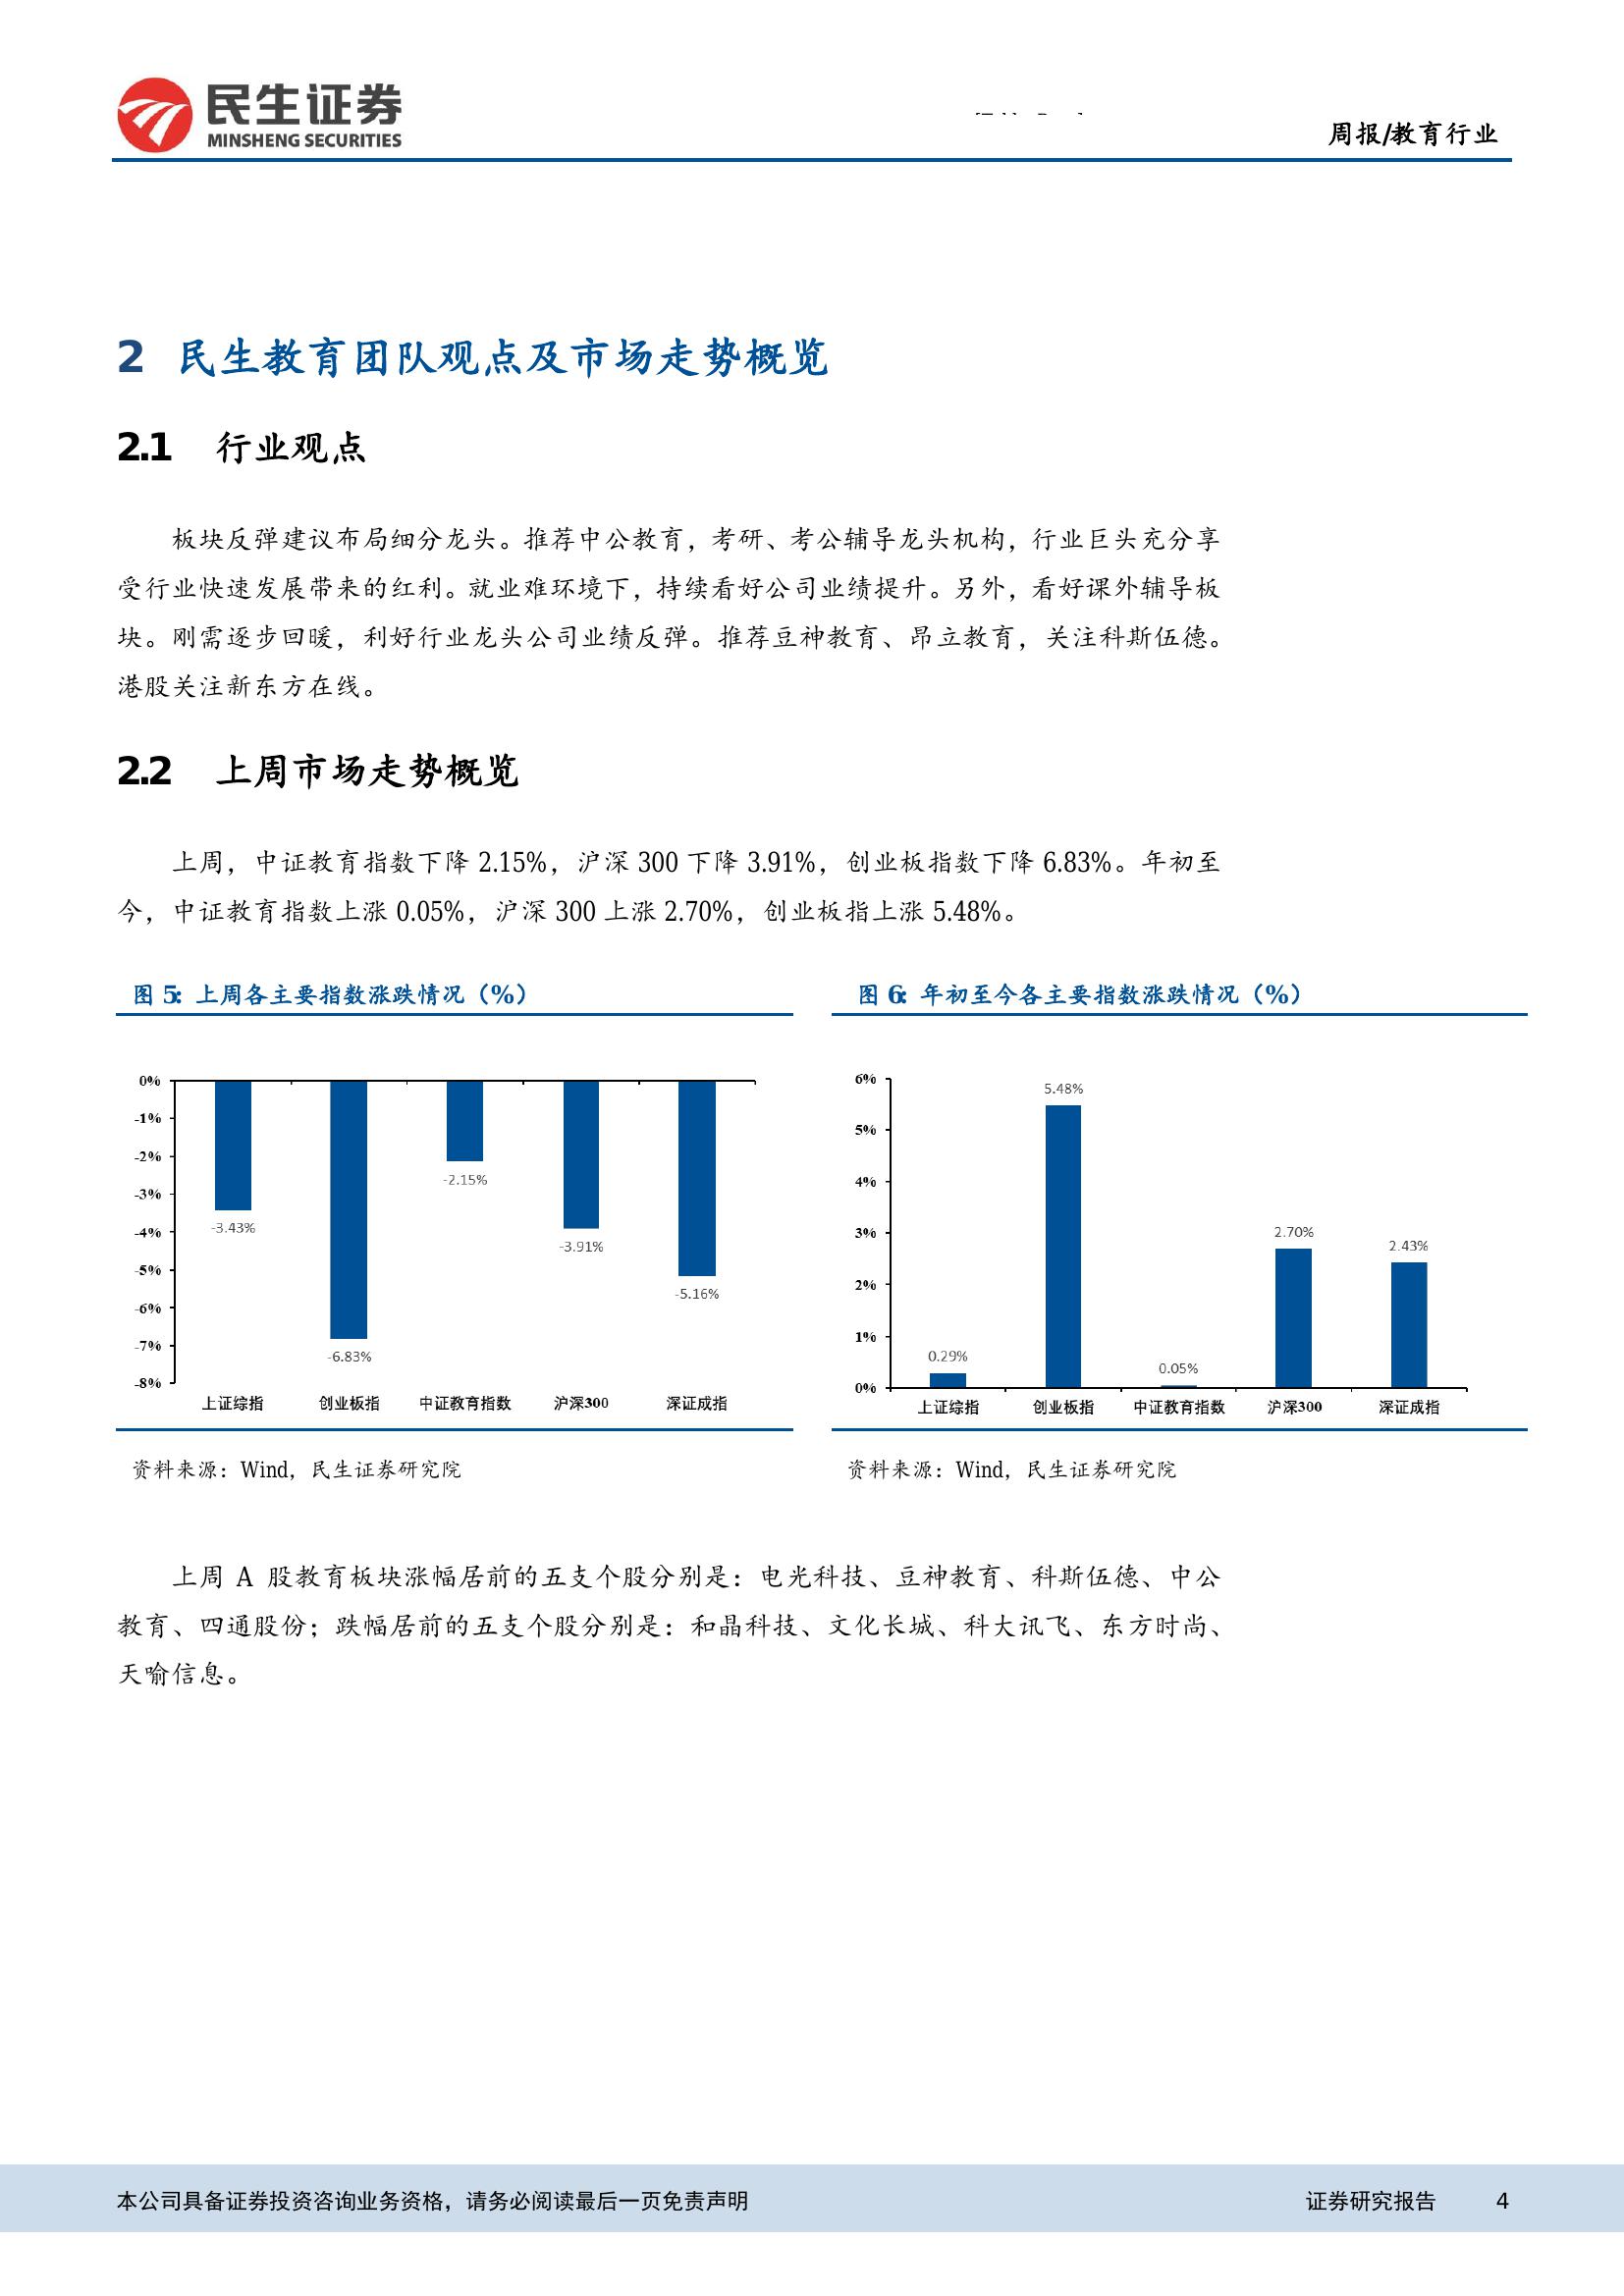 民生证券
MINSHENG SECURITIES
周报/教育行业
2 民生教育团队观点及市场走势概览
2.1 行业观点
板块反弹建议布局细分龙头。推荐中公教育，考研、考公辅导龙头机构，行业巨头充分享
受行业快速发展带来的红利。就业难环境下，持续看好公司业绩提升。另外，看好课外辅导板
块。刚需逐步回暖，利好行业龙头公司业绩反弹。推荐豆神教育、昂立教育，关注科斯伍德。
港股关注新东方在线。
2.2 上周市场走势概览
上周，中证教育指数下降 2.15%，沪深 300 下降 3.91%，创业板指数下降 6.83%。年初至
今，中证教育指数上涨 0.05%，沪深 300 上涨 2.70%，创业板指上涨 5.48%。
图 5: 上周各主要指数涨跌情况（%）
0%
-1%
-2%
-3%
-4%
-5%
-6%
-7%
-8%
-3.43%
-6.83%
-2.15%
-3.91%
-5.16%
上证综指 创业板指 中证教育指数 沪深300 深证成指
资料来源：Wind，民生证券研究院
图 6: 年初至今各主要指数涨跌情况（%）
6%
5%
4%
3%
2%
1%
0%
0.29%
5.48%
0.05%
2.70%
2.43%
上证综指 创业板指 中证教育指数 沪深300 深证成指
资料来源：Wind，民生证券研究院
上周 A 股教育板块涨幅居前的五支个股分别是：电光科技、豆神教育、科斯伍德、中公
教育、四通股份；跌幅居前的五支个股分别是：和晶科技、文化长城、科大讯飞、东方时尚、
天喻信息。
本公司具备证券投资咨询业务资格，请务必阅读最后一页免责声明
证券研究报告 4